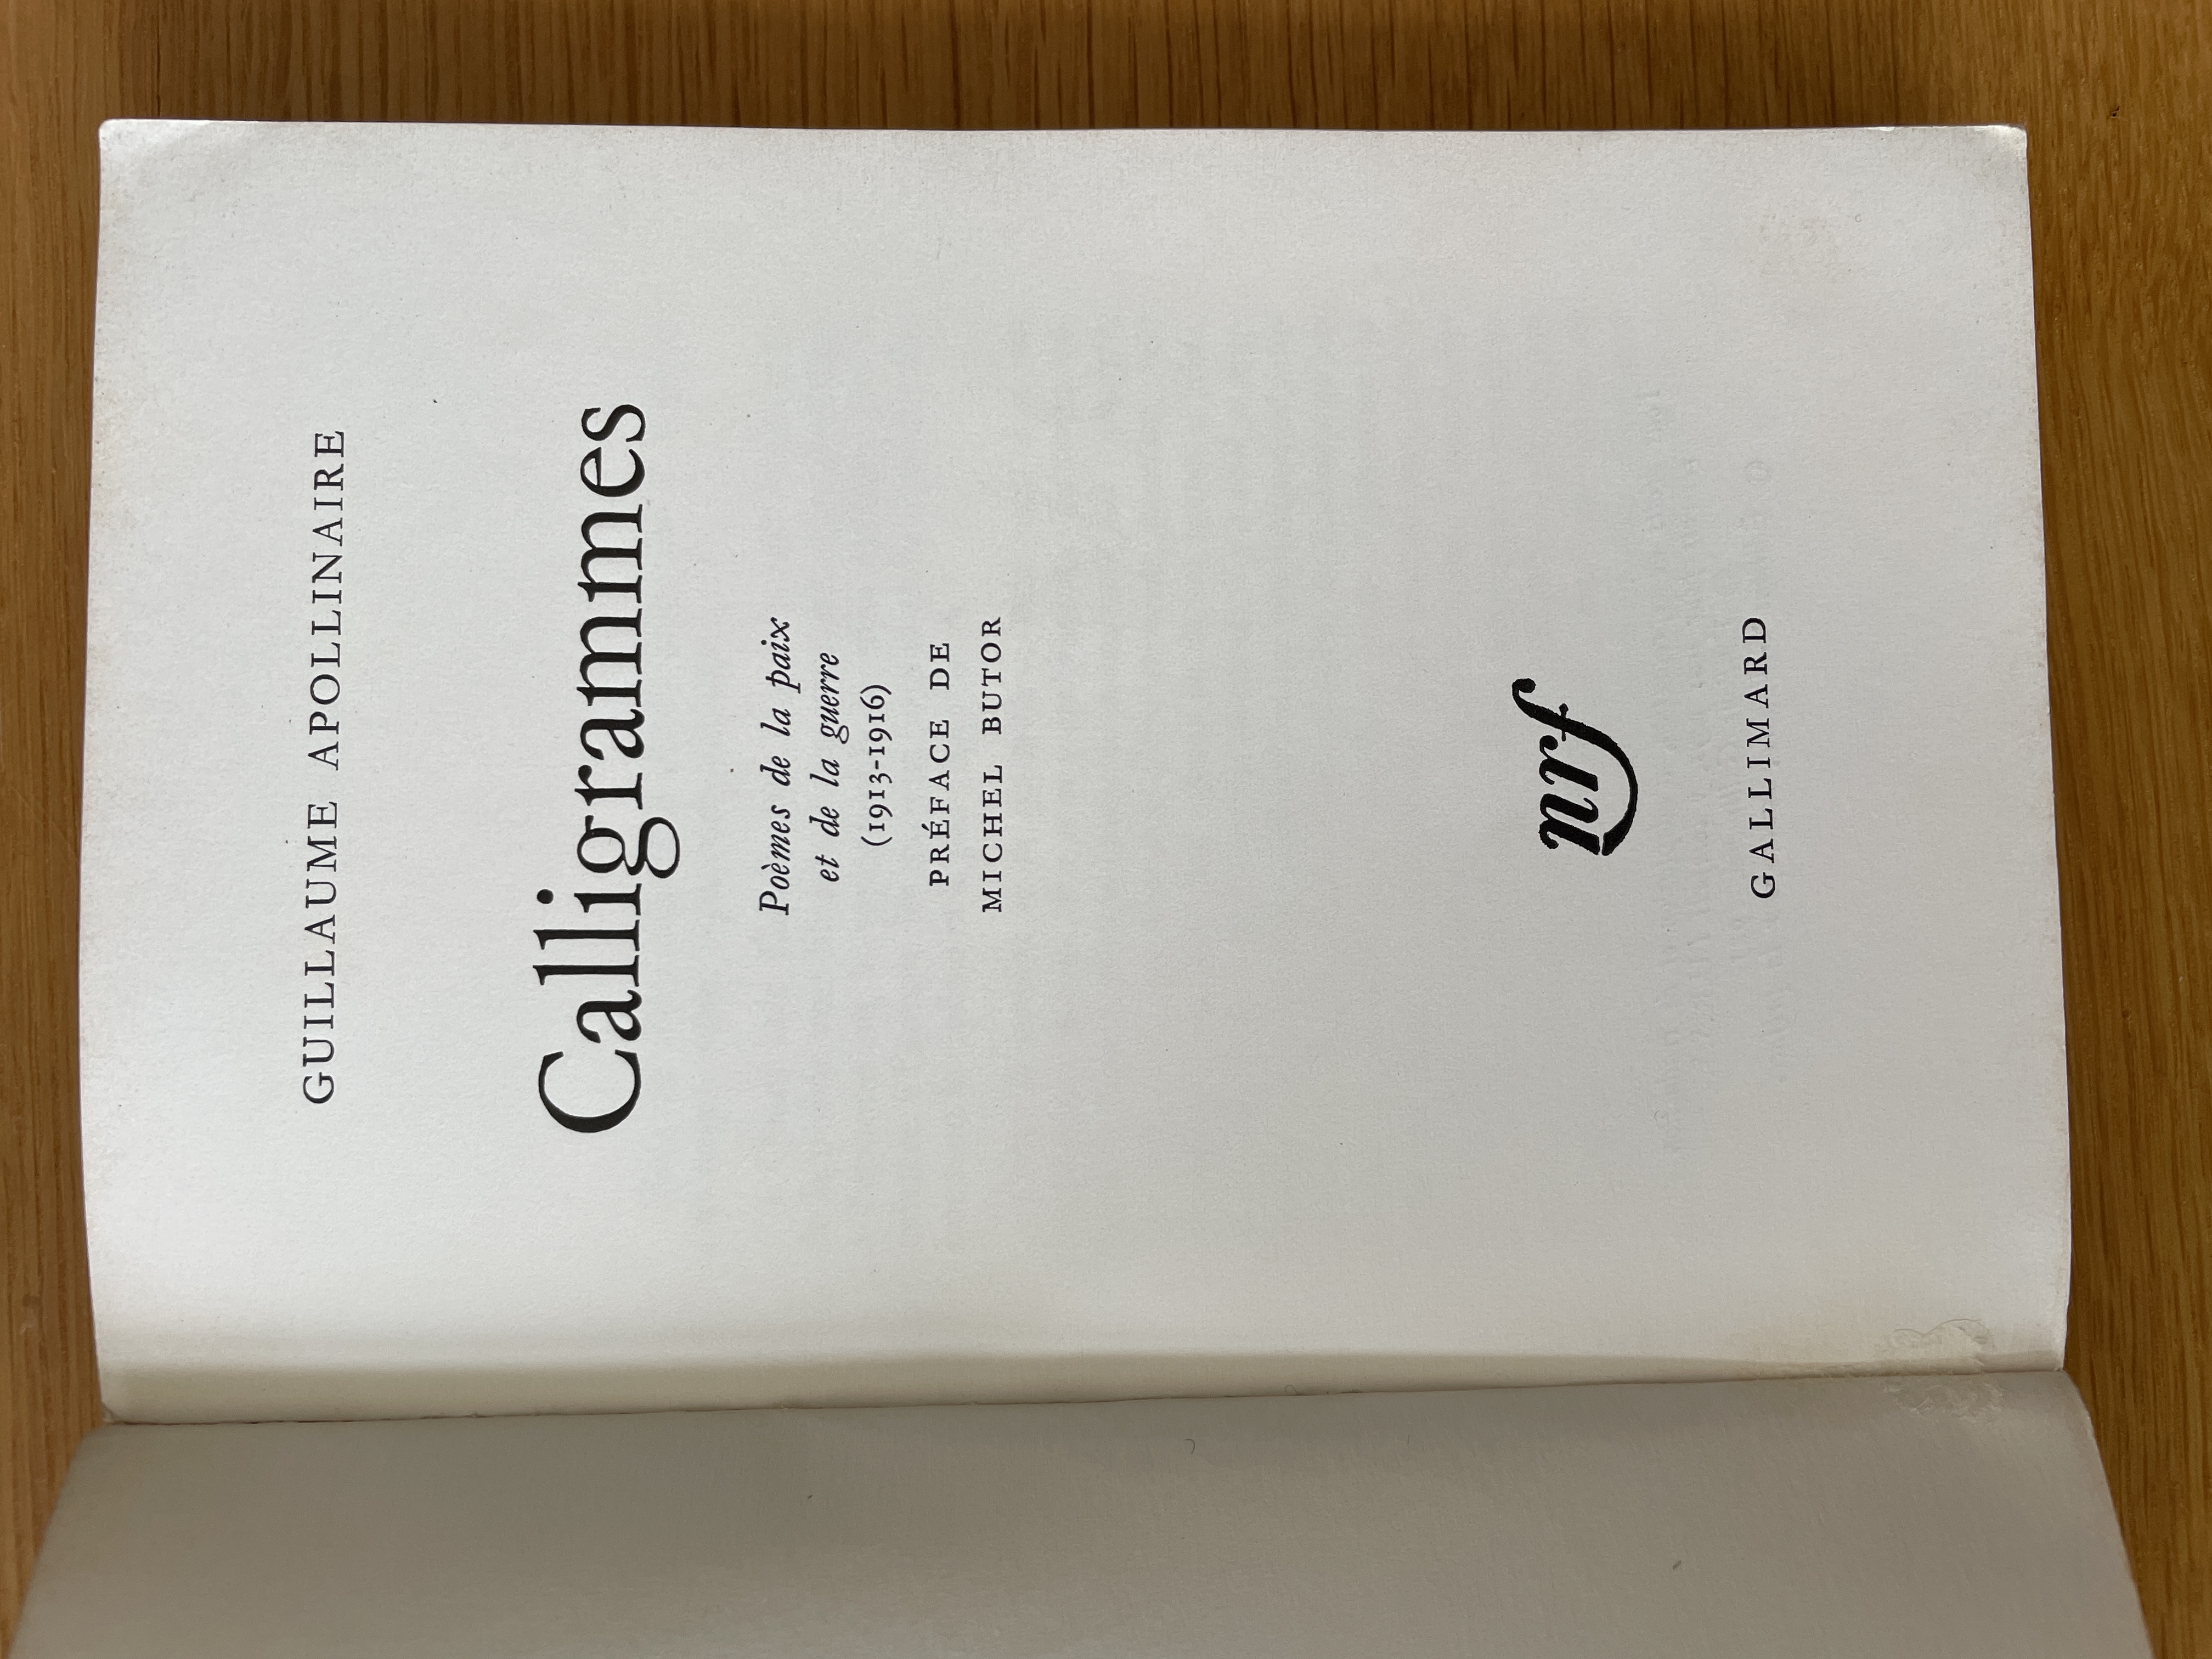 GUILLAUME APOLLINAIRE
Calligrammes
Poèmes de la paix
et de la guerre
(1913-1916)
PRÉFACE DE
MICHEL BUTOR
nrf
GALLIMARD